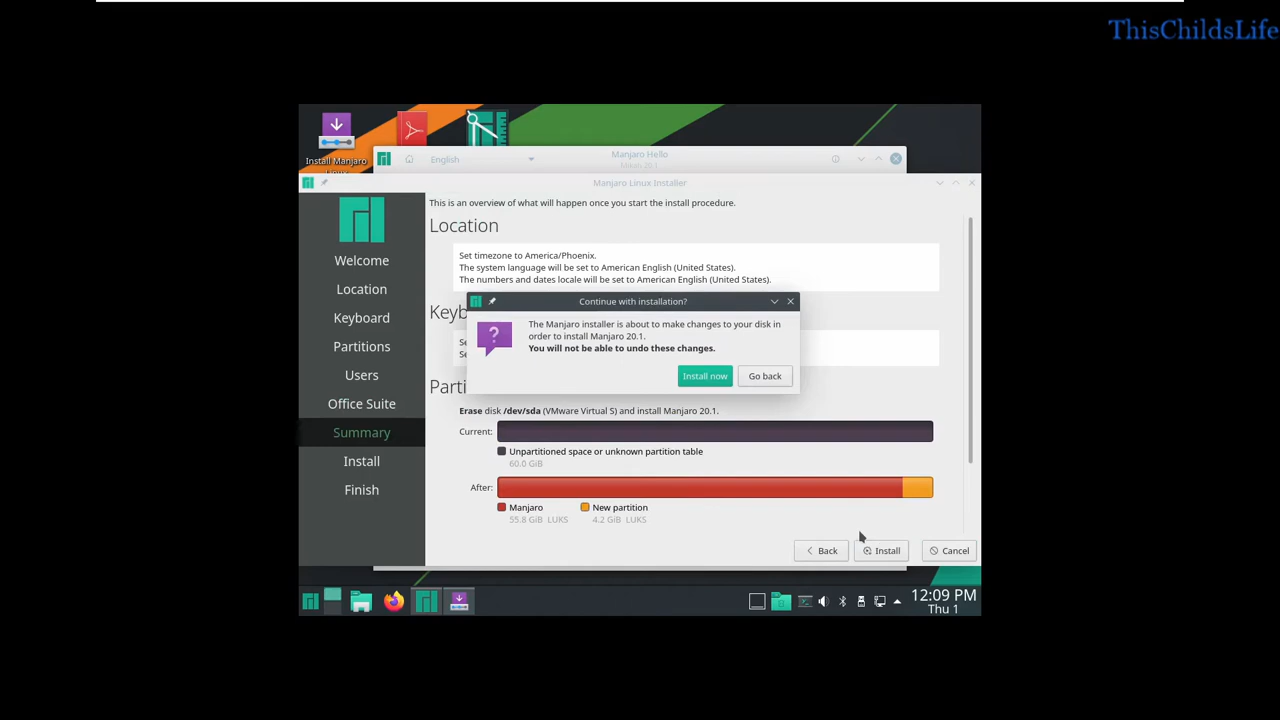 ThisChildsLife
Install Manjaro
English
Manjaro Hello
Manjaro Linux Installer
Welcome
Location
Keyboard
Partitions
Users
Office Suite
Summary
Install
Finish
This is an overview of what will happen once you start the install procedure.
Location
Set timezone to America/Phoenix.
The system language will be set to American English (United States).
The numbers and dates locale will be set to American English (United States).
Keyb
Se
Se
Continue with installation?
The Manjaro installer is about to make changes to your disk in
order to install Manjaro 20.1.
You will not be able to undo these changes.
Install now
Go back
Parti
Erase disk /dev/sda (VMware Virtual S) and install Manjaro 20.1.
Current:
Unpartitioned space or unknown partition table
60.0 GiB
After:
Manjaro
55.8 GiB LUKS
New partition
4.2 GiB LUKS
Back
Install
Cancel
12:09 PM
Thu 1